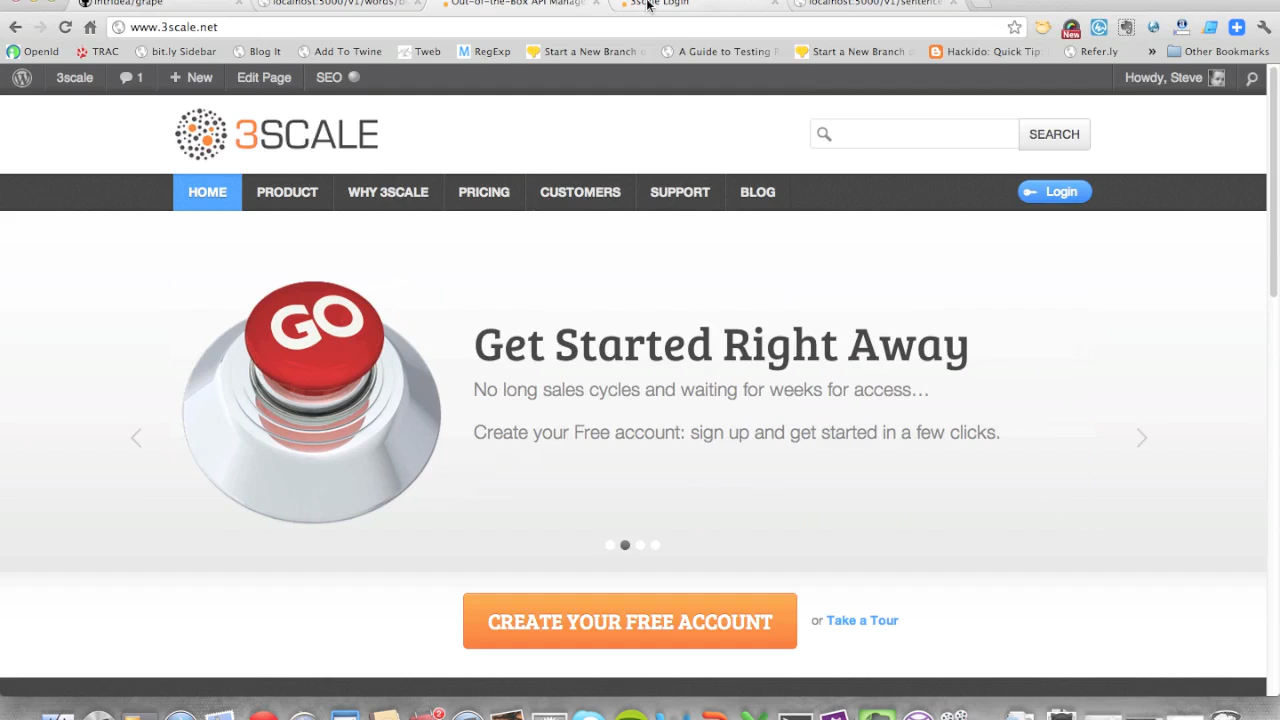 intridea/grape
localhost:5000/v1/words/
Out-of-the-Box API Manage
3scale Login
localhost:5000/v1/sentence
www.3scale.net
OpenId
TRAC
bit.ly Sidebar
Blog It
Add To Twine
Tweb
RegExp
Start a New Branch
A Guide to Testing
Start a New Branch
Hackido: Quick Tip:
Refer.ly
»
Other Bookmarks
New
3scale
1
+ New
Edit Page
SEO
Howdy, Steve
3SCALE
SEARCH
HOME
PRODUCT
WHY 3SCALE
PRICING
CUSTOMERS
SUPPORT
BLOG
Login
GO
Get Started Right Away
No long sales cycles and waiting for weeks for access...
Create your Free account: sign up and get started in a few clicks.
CREATE YOUR FREE ACCOUNT
or Take a Tour
2